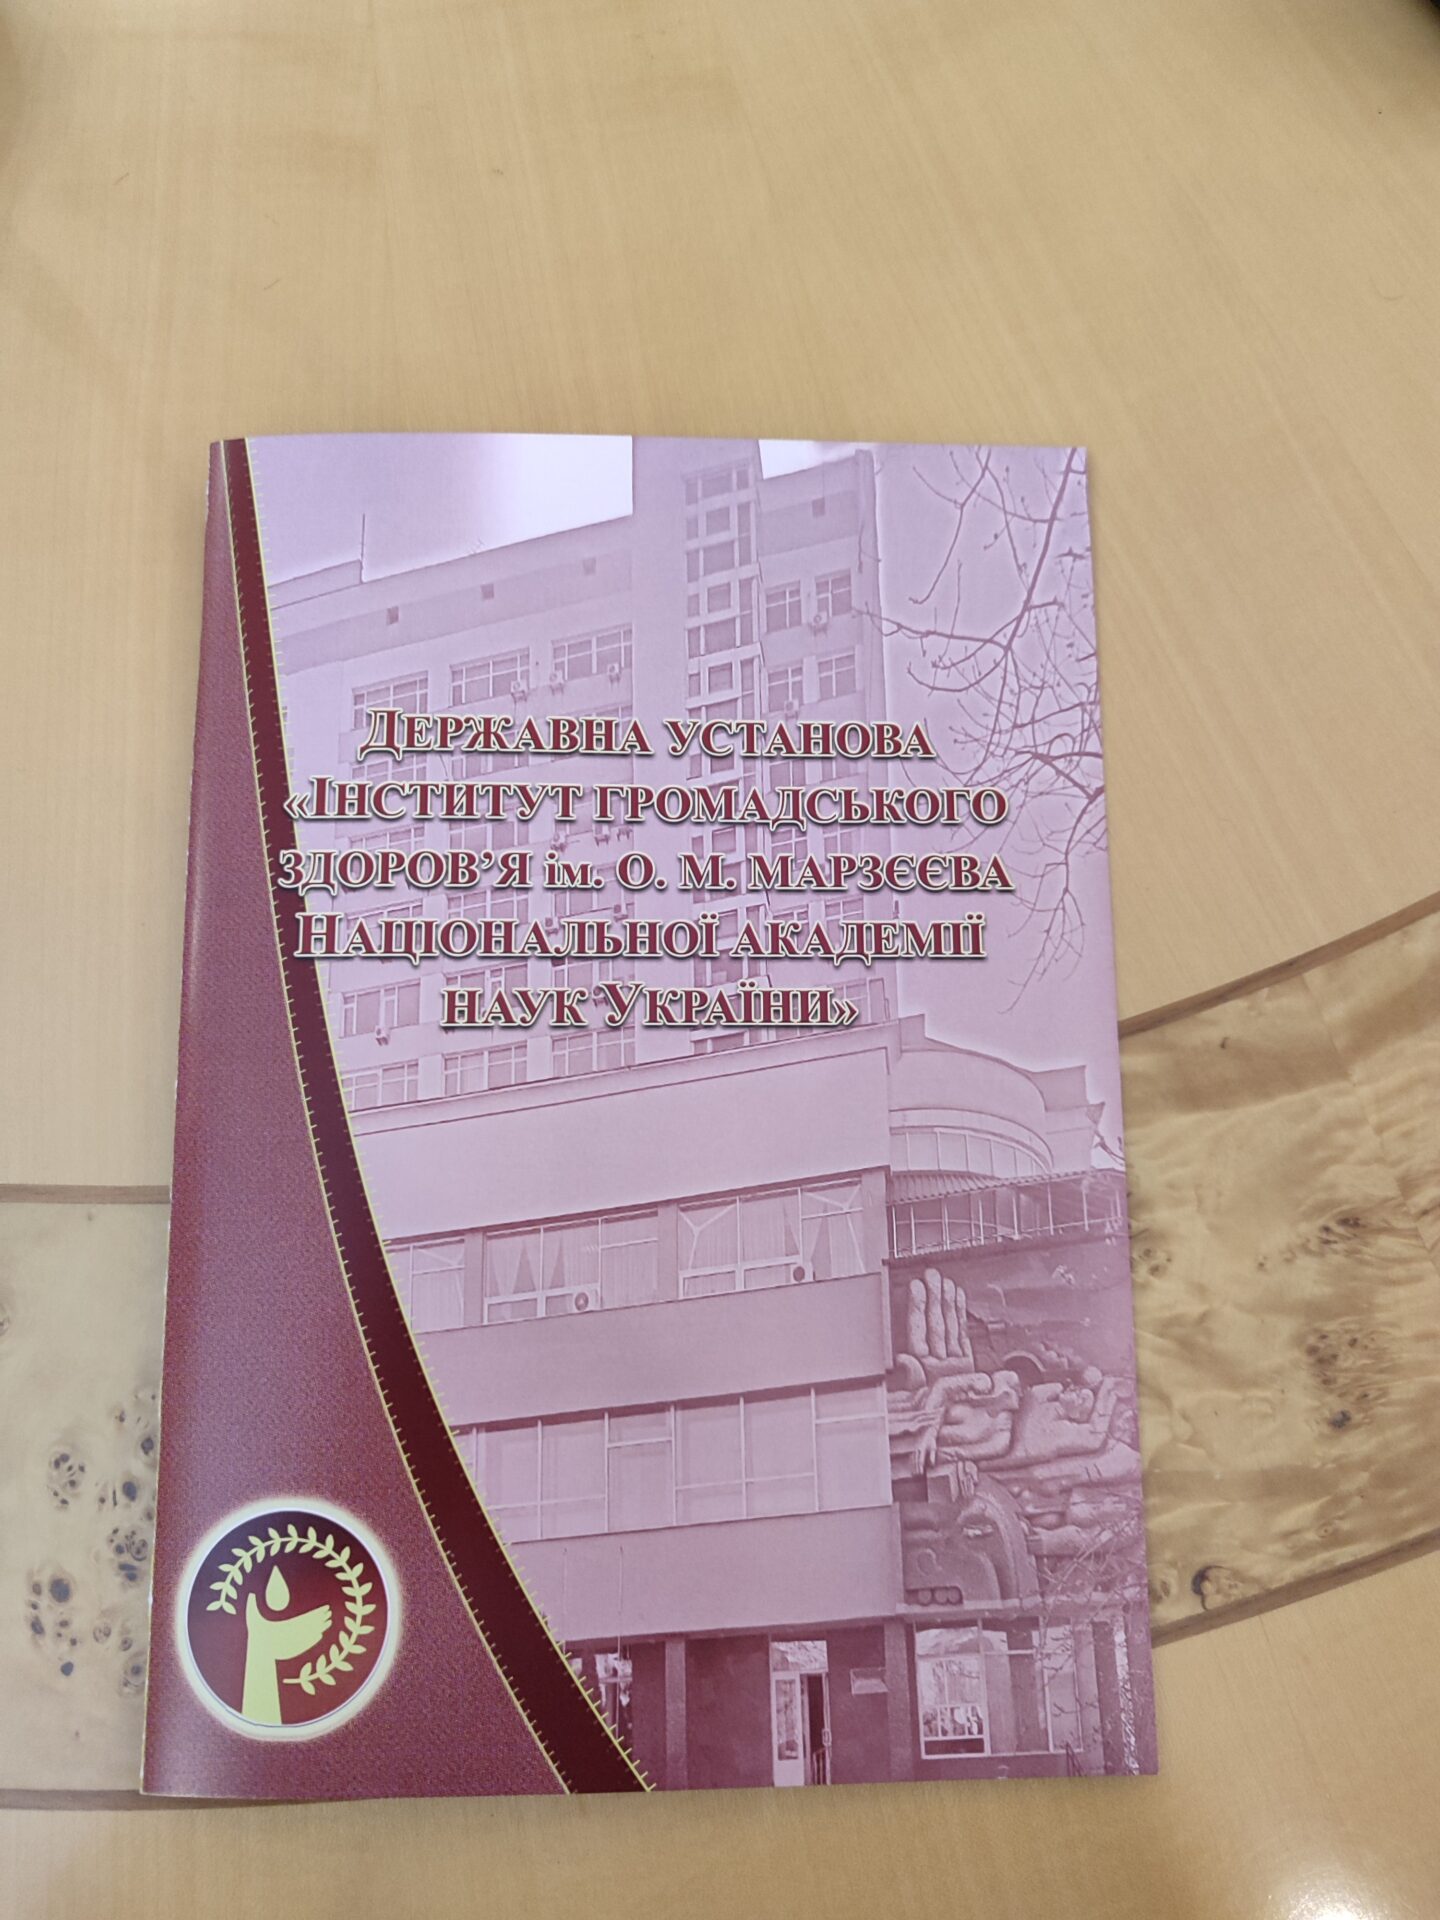 Державна установа
«Інститут громадського
здоров’я ім. О. М. Марзєєва
Національної академії
наук України»